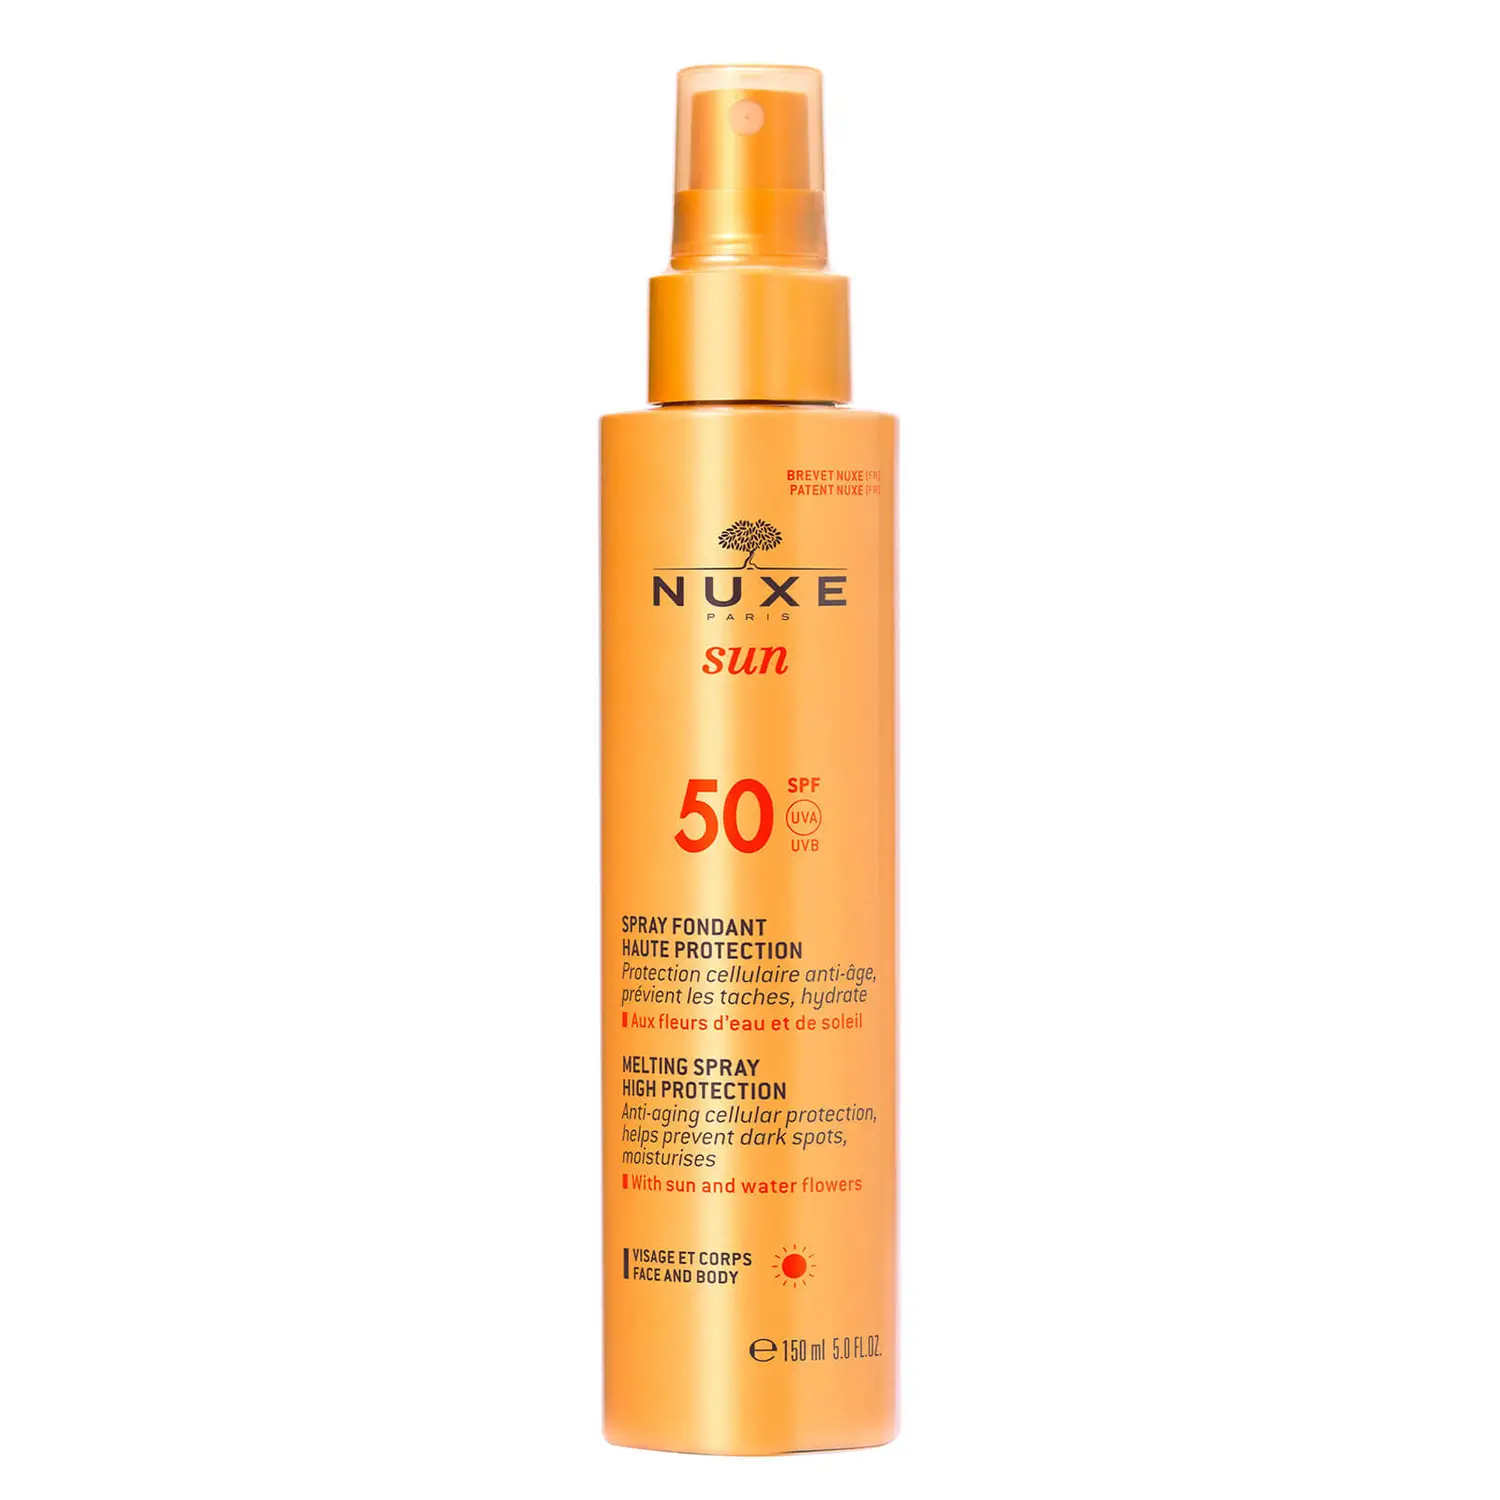 BREVET NUXE (FR)
PATENT NUXE (FR)
NUXE
PARIS
sun
50 SPF
UVA
UVB
SPRAY FONDANT
HAUTE PROTECTION
Protection cellulaire anti-âge,
prévient les taches, hydrate
Aux fleurs d'eau et de soleil
MELTING SPRAY
HIGH PROTECTION
Anti-aging cellular protection,
helps prevent dark spots,
moisturises
With sun and water flowers
VISAGE ET CORPS
FACE AND BODY
℮ 150 ml 5.0 FL.OZ.